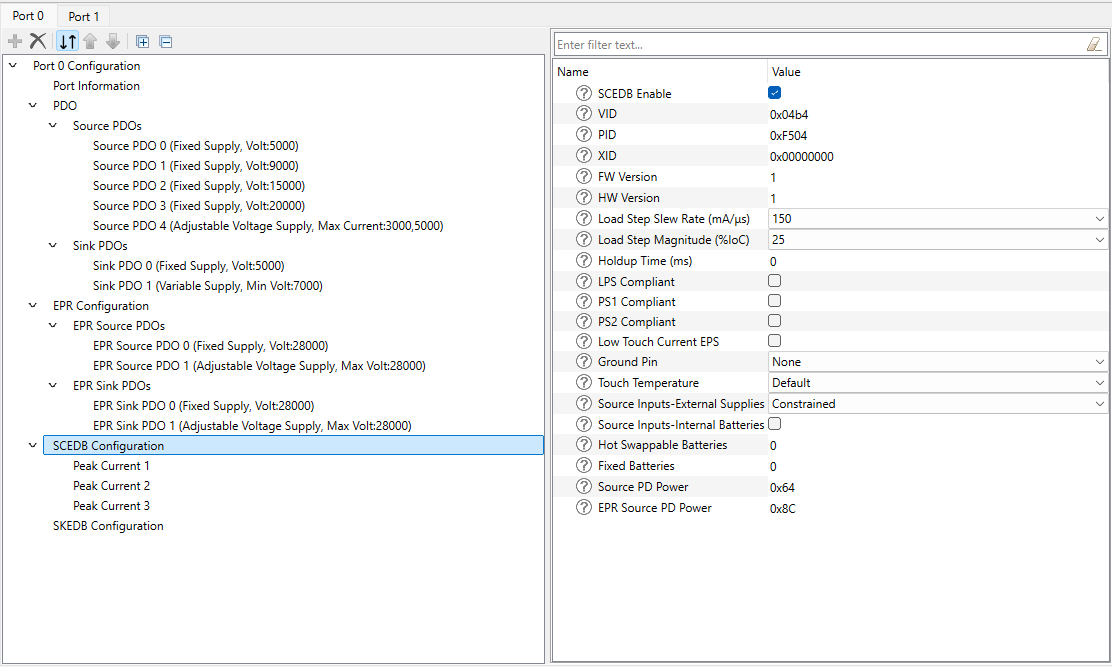 Port 0
Port 1
Port 0 Configuration
Port Information
PDO
Source PDOs
Source PDO 0 (Fixed Supply, Volt:5000)
Source PDO 1 (Fixed Supply, Volt:9000)
Source PDO 2 (Fixed Supply, Volt:15000)
Source PDO 3 (Fixed Supply, Volt:20000)
Source PDO 4 (Adjustable Voltage Supply, Max Current:3000,5000)
Sink PDOs
Sink PDO 0 (Fixed Supply, Volt:5000)
Sink PDO 1 (Variable Supply, Min Volt:7000)
EPR Configuration
EPR Source PDOs
EPR Source PDO 0 (Fixed Supply, Volt:28000)
EPR Source PDO 1 (Adjustable Voltage Supply, Max Volt:28000)
EPR Sink PDOs
EPR Sink PDO 0 (Fixed Supply, Volt:28000)
EPR Sink PDO 1 (Adjustable Voltage Supply, Max Volt:28000)
SCEDB Configuration
Peak Current 1
Peak Current 2
Peak Current 3
SKEDB Configuration
Enter filter text...
Name Value
SCEDB Enable
VID 0x04b4
PID 0xF504
XID 0x00000000
FW Version 1
HW Version 1
Load Step Slew Rate (mA/µs) 150
Load Step Magnitude (%IoC) 25
Holdup Time (ms) 0
LPS Compliant
PS1 Compliant
PS2 Compliant
Low Touch Current EPS
Ground Pin None
Touch Temperature Default
Source Inputs-External Supplies Constrained
Source Inputs-Internal Batteries
Hot Swappable Batteries 0
Fixed Batteries 0
Source PD Power 0x64
EPR Source PD Power 0x8C